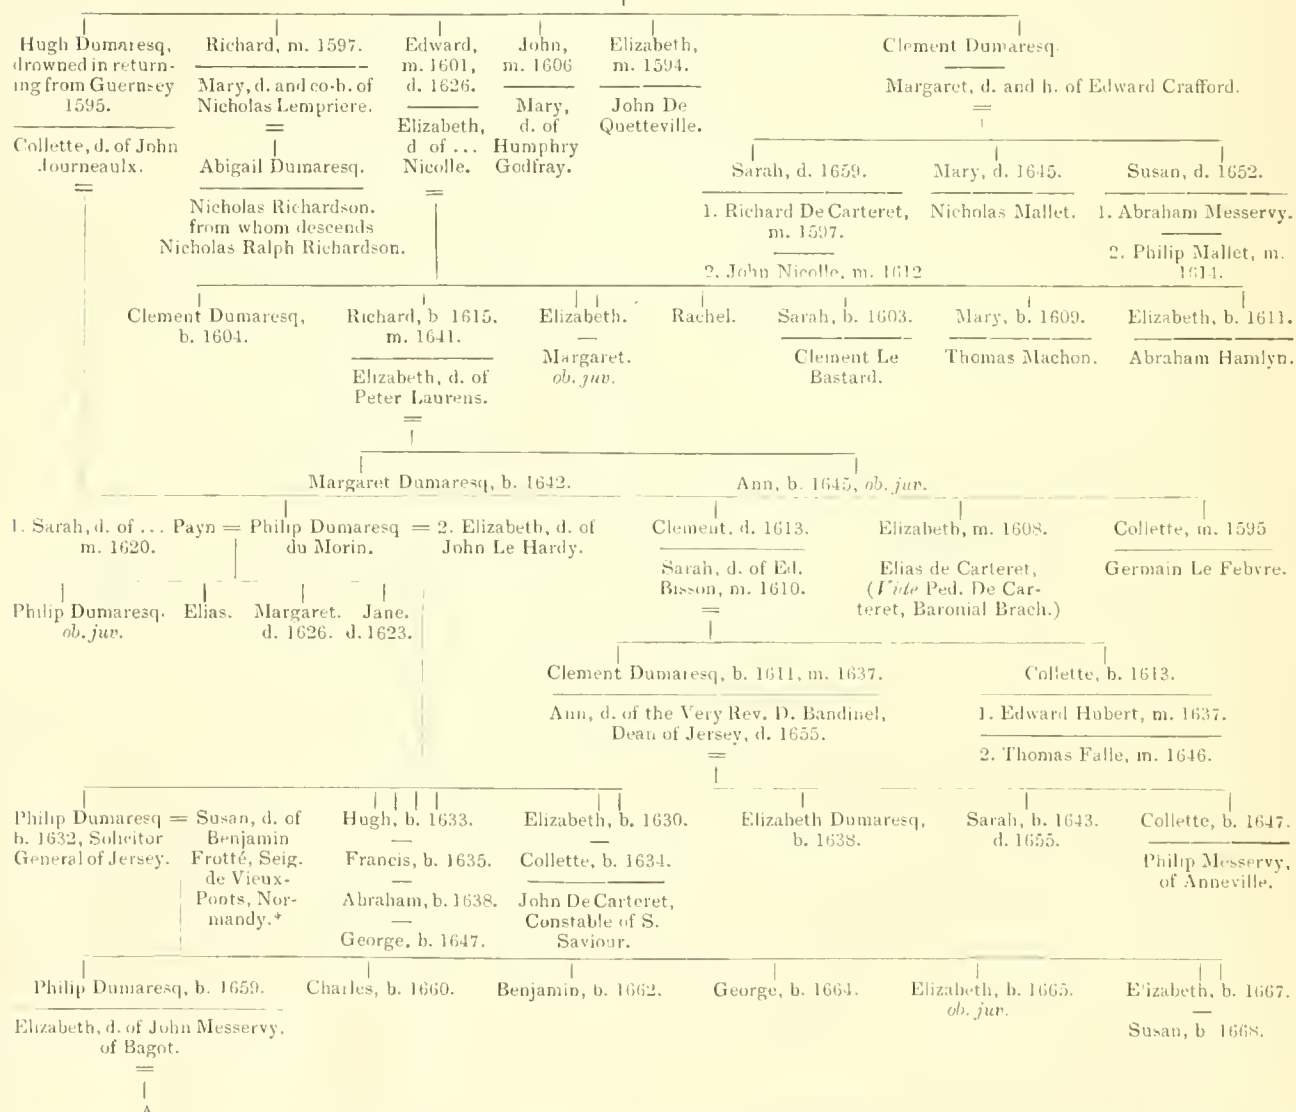 Hugh Dumaresq,
drowned in return-
ing from Guernsey
1595.
Collette, d. of John
Journeaulx.
Richard, m. 1597.
Mary, d. and co-h. of
Nicholas Lempriere.
=
Abigail Dumaresq.
Nicholas Richardson.
from whom descends
Nicholas Ralph Richardson.
Edward,
m. 1601,
d. 1626.
Elizabeth,
d of ...
Nicolle.
=
John,
m. 1606
Mary,
d. of
Humphry
Godfray.
Elizabeth,
m. 1594.
John De
Quetteville.
Clement Dumaresq.
Margaret, d. and h. of Edward Crafford.
=
Sarah, d. 1659.
1. Richard De Carteret,
m. 1597.
2. John Nicolle, m. 1612
Mary, d. 1645.
Nicholas Mallet.
Susan, d. 1652.
1. Abraham Messervy.
2. Philip Mallet, m.
1614.
Clement Dumaresq,
b. 1604.
Richard, b 1615.
m. 1641.
Elizabeth, d. of
Peter Laurens.
=
Elizabeth.
—
Margaret.
ob. juv.
Rachel.
Sarah, b. 1603.
Clement Le
Bastard.
Mary, b. 1609.
Thomas Machon.
Elizabeth, b. 1611.
Abraham Hamlyn.
Margaret Dumaresq, b. 1642.
Ann, b. 1645, ob. juv.
1. Sarah, d. of ... Payn = Philip Dumaresq = 2. Elizabeth, d. of
m. 1620. du Morin. John Le Hardy.
Clement, d. 1613.
Sarah, d. of Ed.
Bisson, m. 1610.
=
Elizabeth, m. 1608.
Elias de Carteret,
(Vide Ped. De Car-
teret, Baronial Brach.)
Collette, m. 1595
Germain Le Febvre.
Philip Dumaresq.
ob. juv.
Elias.
Margaret.
d. 1626.
Jane.
d. 1623.
Clement Dumaresq, b. 1611, m. 1637.
Ann, d. of the Very Rev. D. Bandinel,
Dean of Jersey, d. 1655.
=
Collette, b. 1613.
1. Edward Hubert, m. 1637.
2. Thomas Falle, m. 1646.
Philip Dumaresq =
b. 1632, Solicitor
General of Jersey.
Susan, d. of
Benjamin
Frotté, Seig.
de Vieux-
Ponts, Nor-
mandy.*
Hugh, b. 1633.
—
Francis, b. 1635.
—
Abraham, b. 1638.
—
George, b. 1647.
Elizabeth, b. 1630.
—
Collette, b. 1634.
John De Carteret,
Constable of S.
Saviour.
Elizabeth Dumaresq,
b. 1638.
Sarah, b. 1643.
d. 1655.
Collette, b. 1647.
Philip Messervy,
of Anneville.
Philip Dumaresq, b. 1659.
Elizabeth, d. of John Messervy.
of Bagot.
=
Charles, b. 1660.
Benjamin, b. 1662.
George, b. 1664.
Elizabeth, b. 1665.
ob. juv.
Elizabeth, b. 1667.
—
Susan, b 1668.
A